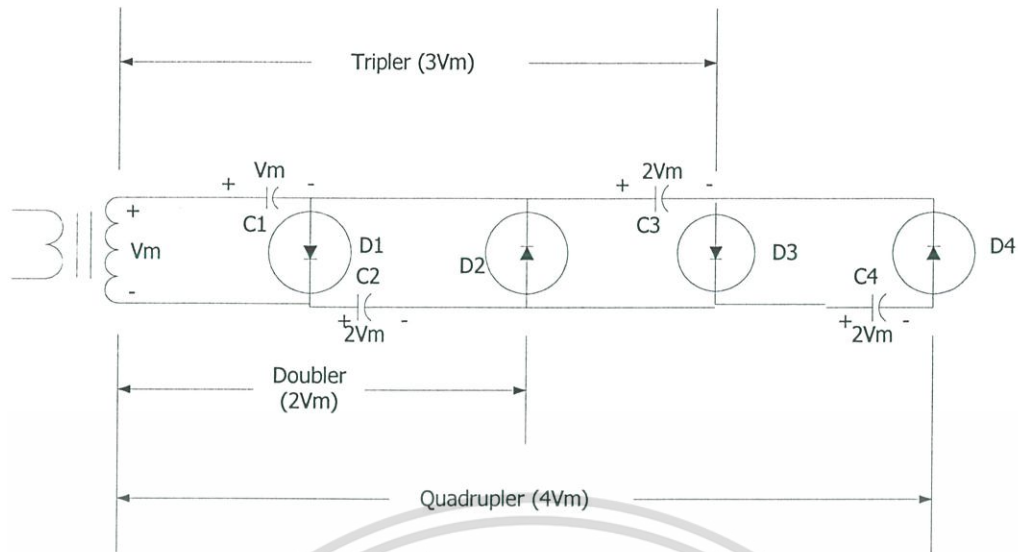 Tripler (3Vm)
Vm
+ -
C1
2Vm
+ -
C3
+
Vm
-
D1
D2
D3
D4
C2
+ -
2Vm
C4
+ -
2Vm
Doubler
(2Vm)
Quadrupler (4Vm)